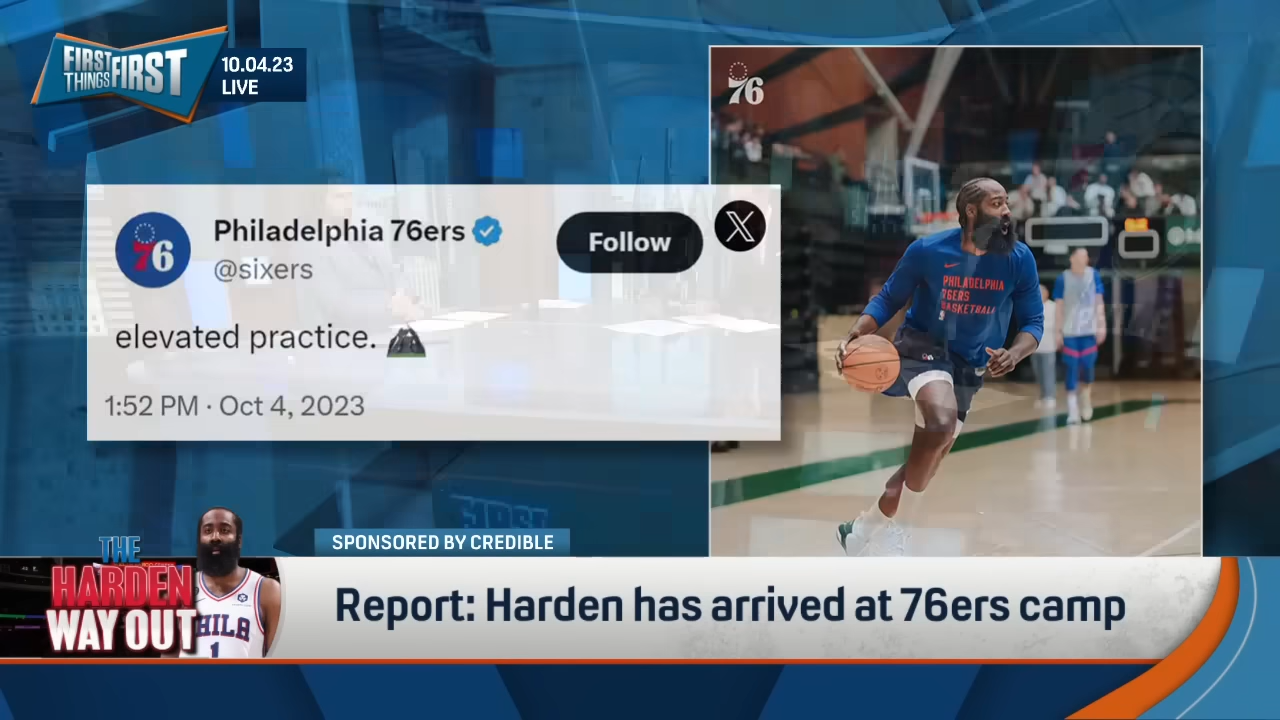 FIRST
THINGS FIRST
10.04.23
LIVE
76
76
Philadelphia 76ers
@sixers
Follow
X
elevated practice.
1:52 PM · Oct 4, 2023
PHILADELPHIA
76ERS
BASKETBALL
SPONSORED BY CREDIBLE
THE
HARDEN
WAY OUT
PHILA
1
Report: Harden has arrived at 76ers camp